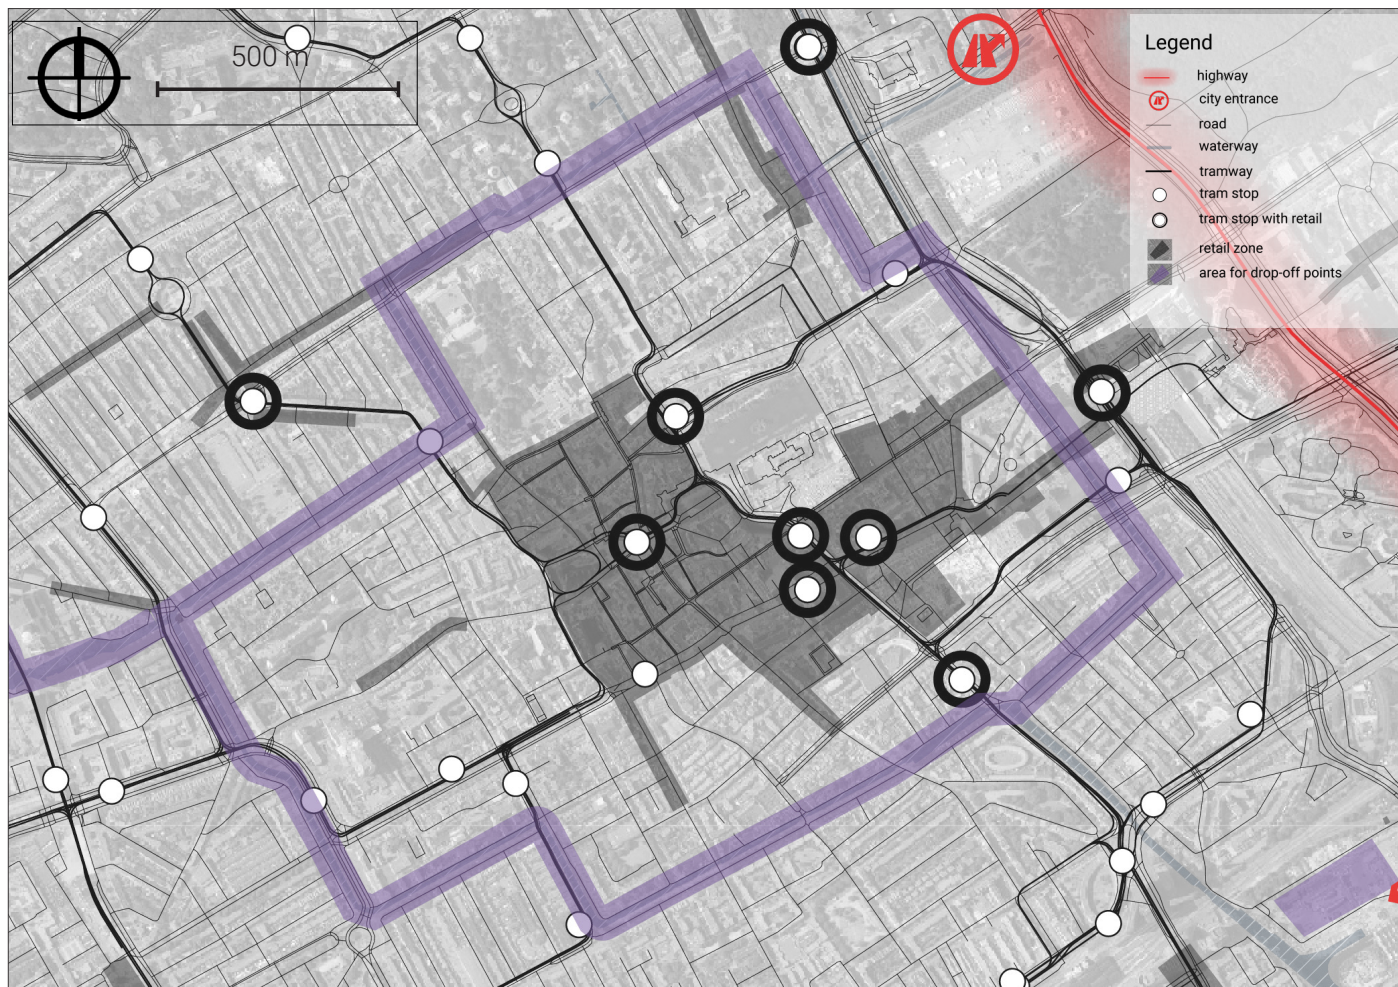 500 m
Legend
highway
city entrance
road
waterway
tramway
tram stop
tram stop with retail
retail zone
area for drop-off points